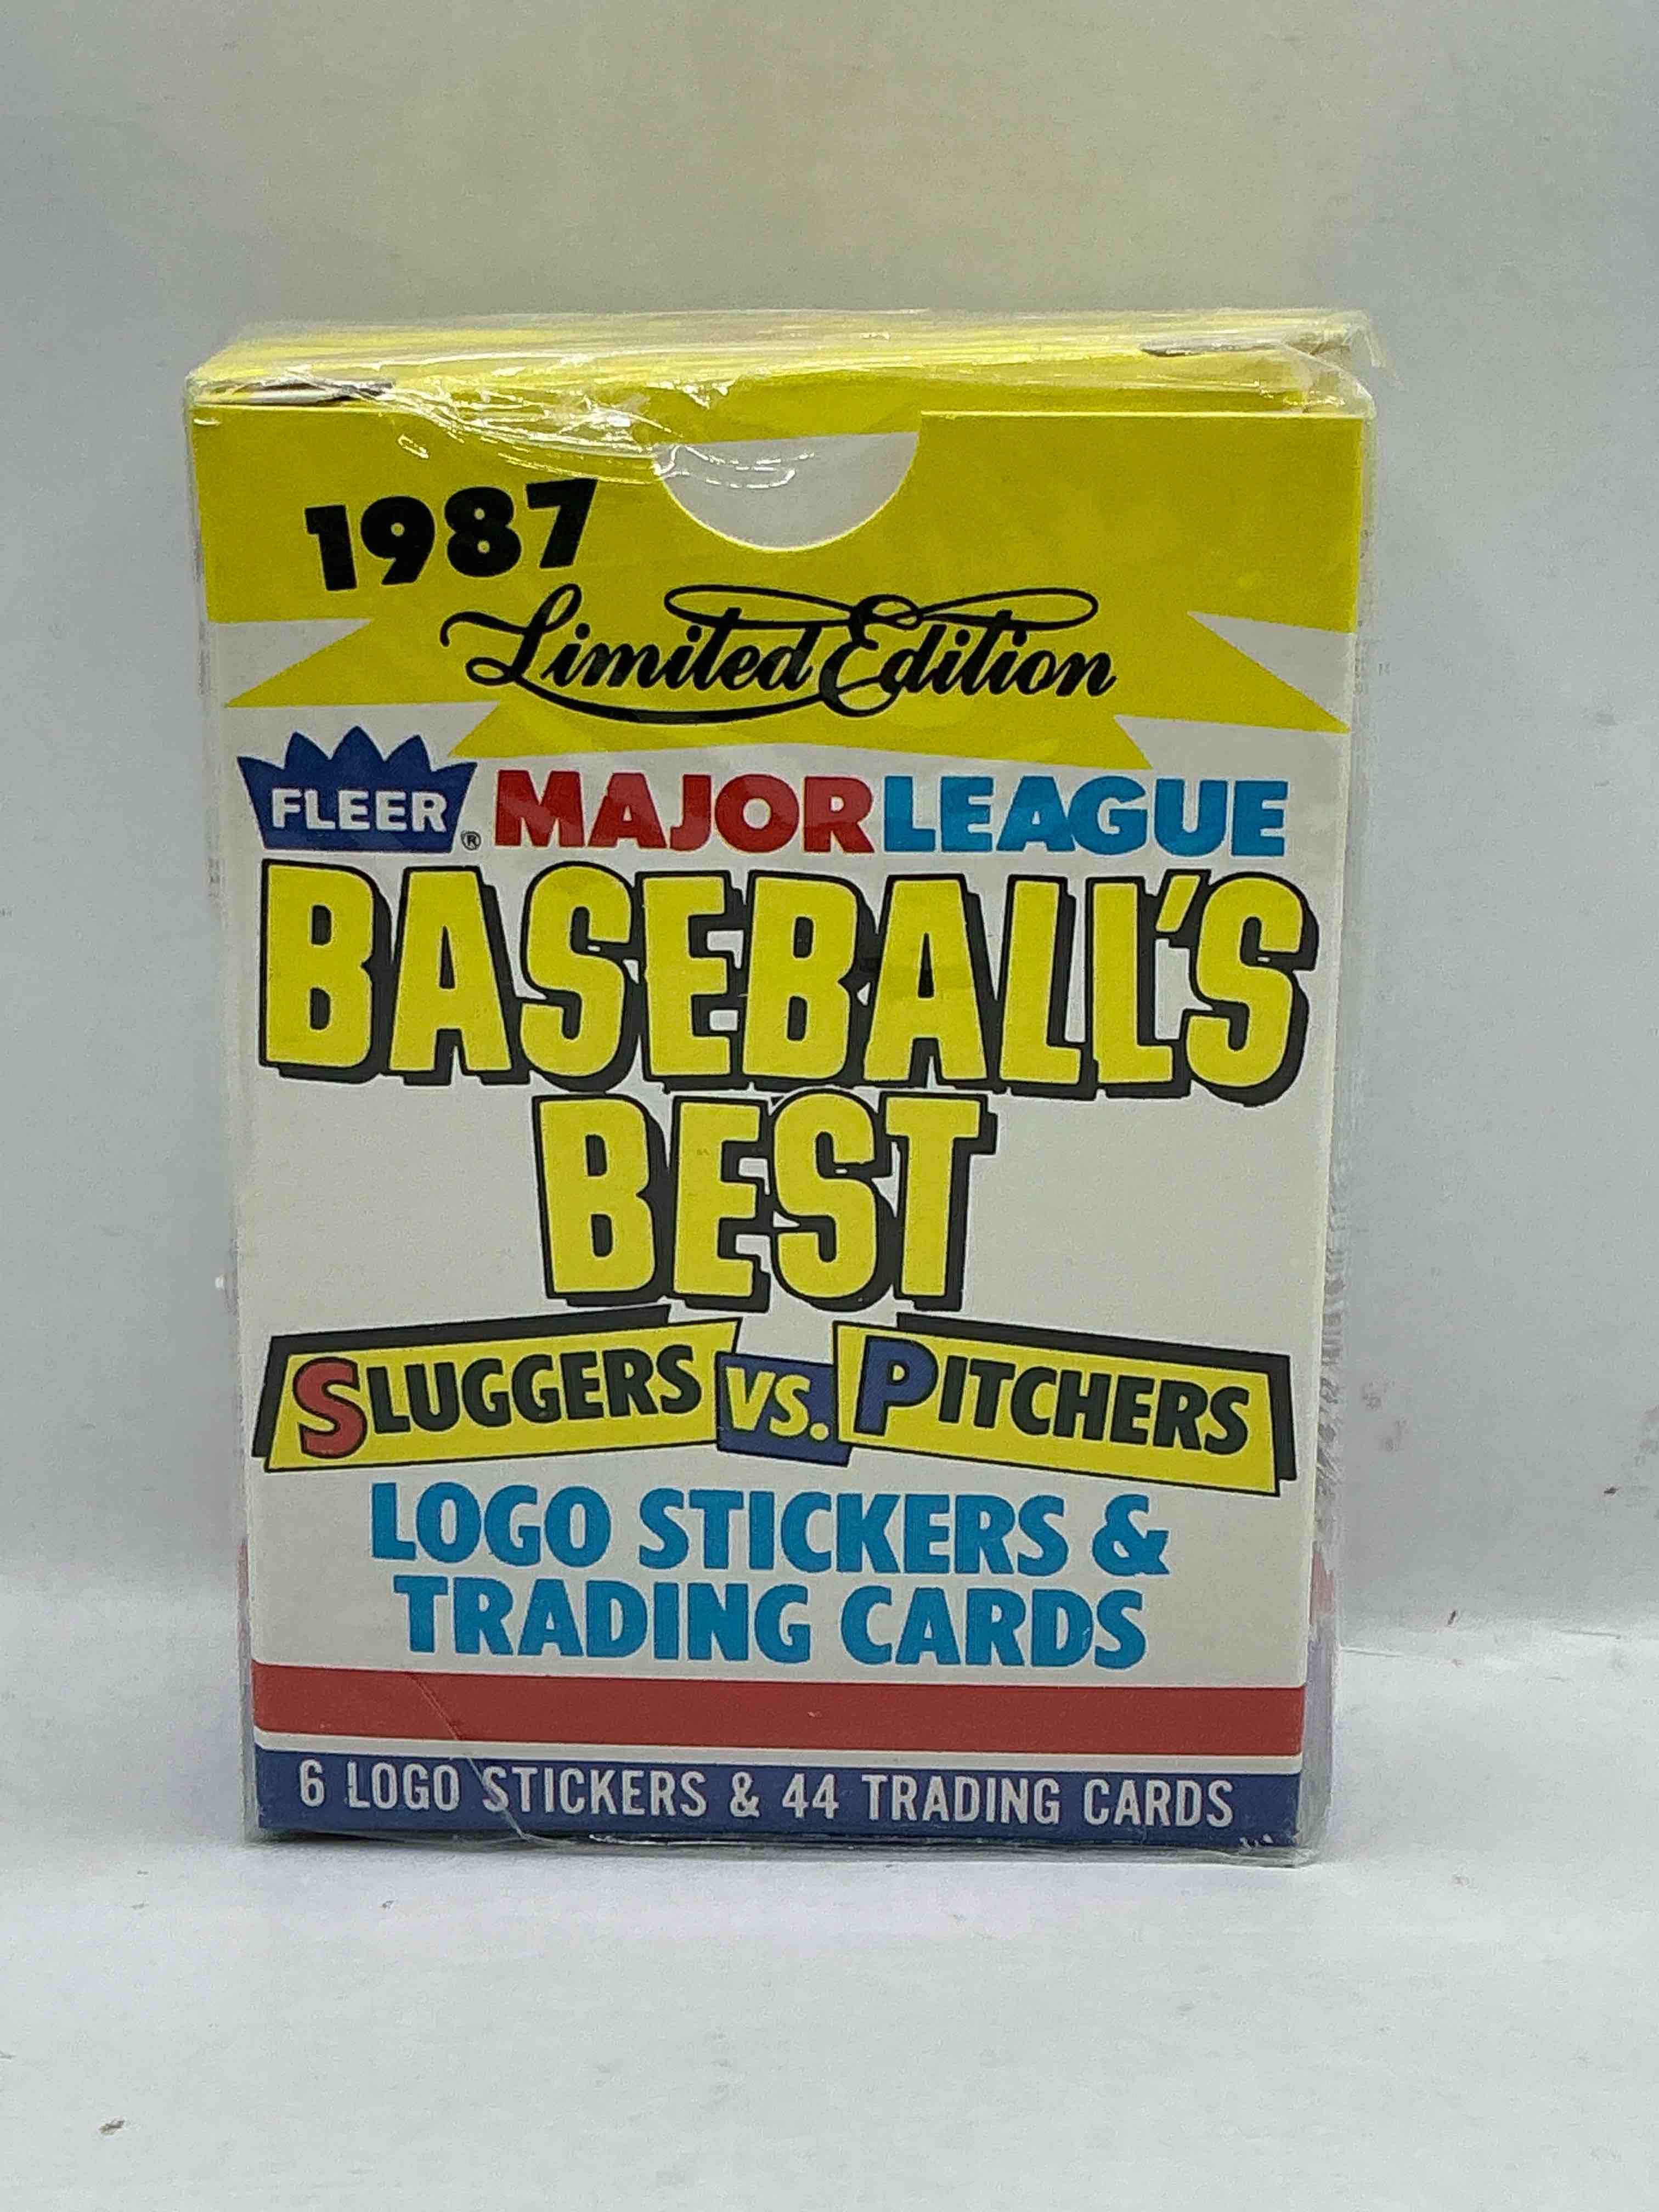 1987
Limited Edition
FLEER® MAJOR LEAGUE
BASEBALL'S
BEST
SLUGGERS VS. PITCHERS
LOGO STICKERS &
TRADING CARDS
6 LOGO STICKERS & 44 TRADING CARDS